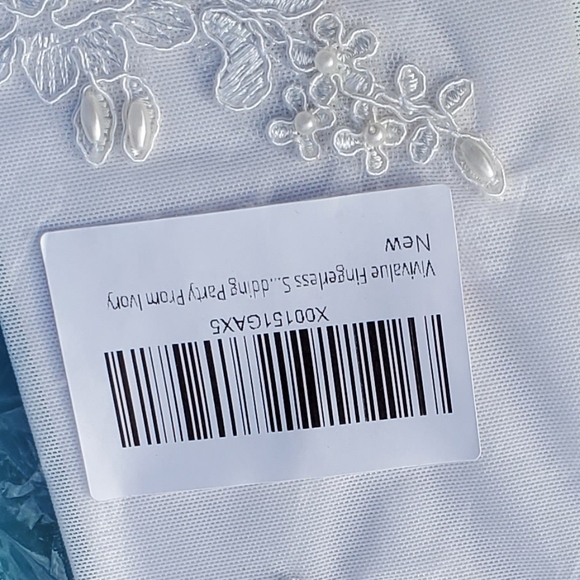 X00151GAX5
Vivivalue Fingerless S...dding Party Prom Ivory
New